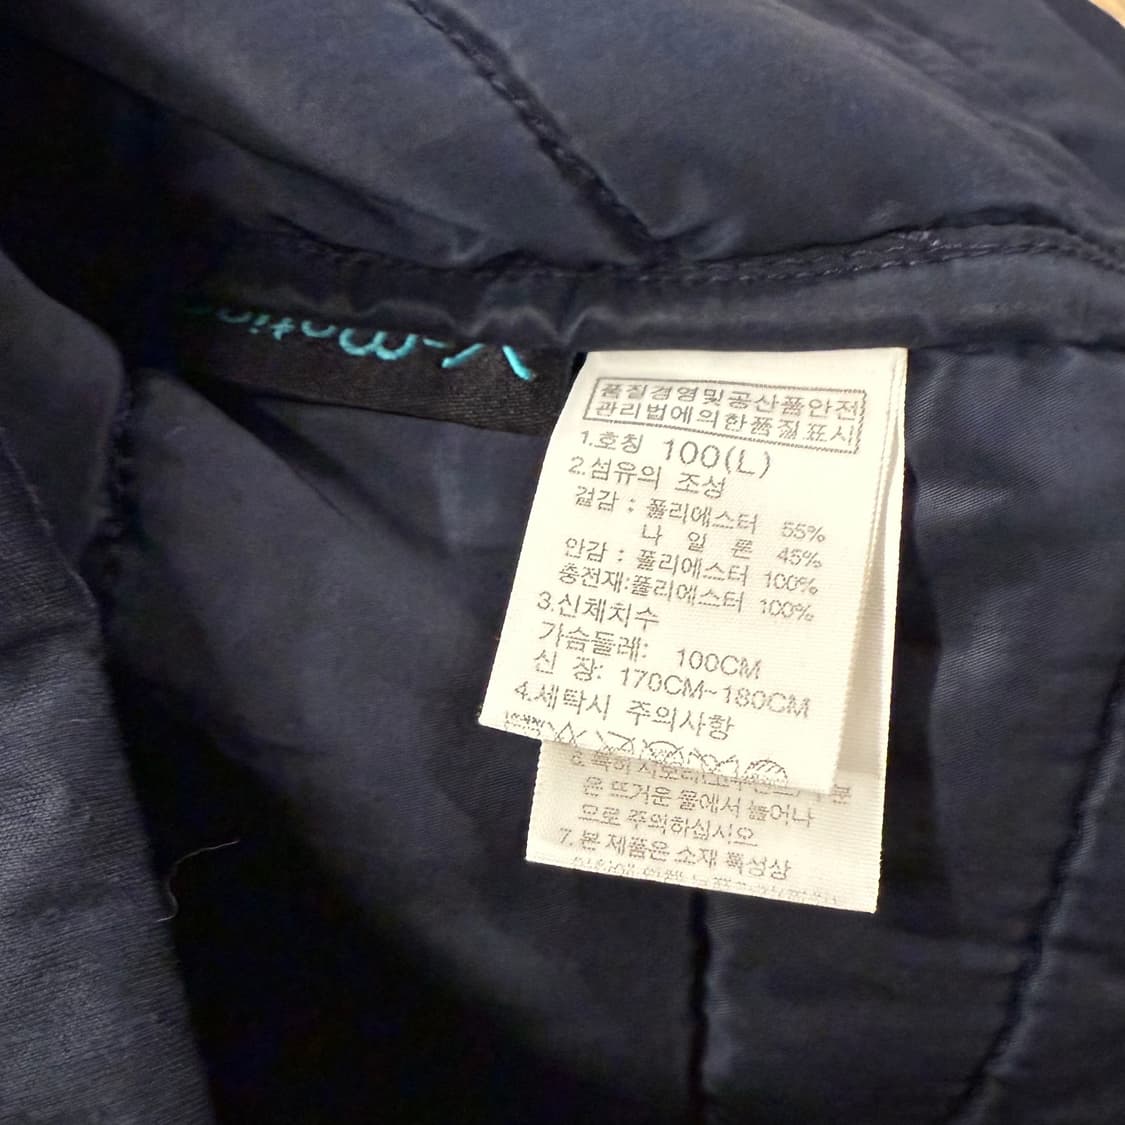 X-Motion
품질경영및공산품안전
관리법에의한품질표시
1.호칭 100(L)
2.섬유의 조성
겉감 : 폴리에스터 55%
나 일 론 45%
안감 : 폴리에스터 100%
충전재:폴리에스터 100%
3.신체치수
가슴둘레: 100CM
신 장: 170CM~180CM
4.세탁시 주의사항
6.특히
은 뜨거운 물에서 늘어나
므로 주의하십시오
7.본 제품은 소재 특성상